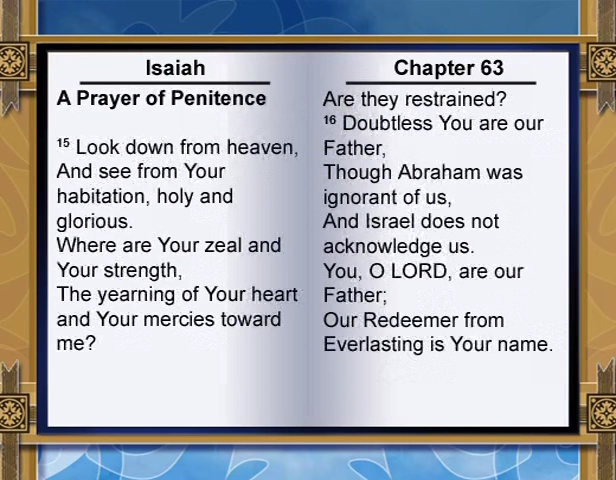 Isaiah
A Prayer of Penitence
15 Look down from heaven,
And see from Your
habitation, holy and
glorious.
Where are Your zeal and
Your strength,
The yearning of Your heart
and Your mercies toward
me?
Chapter 63
Are they restrained?
16 Doubtless You are our
Father,
Though Abraham was
ignorant of us,
And Israel does not
acknowledge us.
You, O LORD, are our
Father;
Our Redeemer from
Everlasting is Your name.